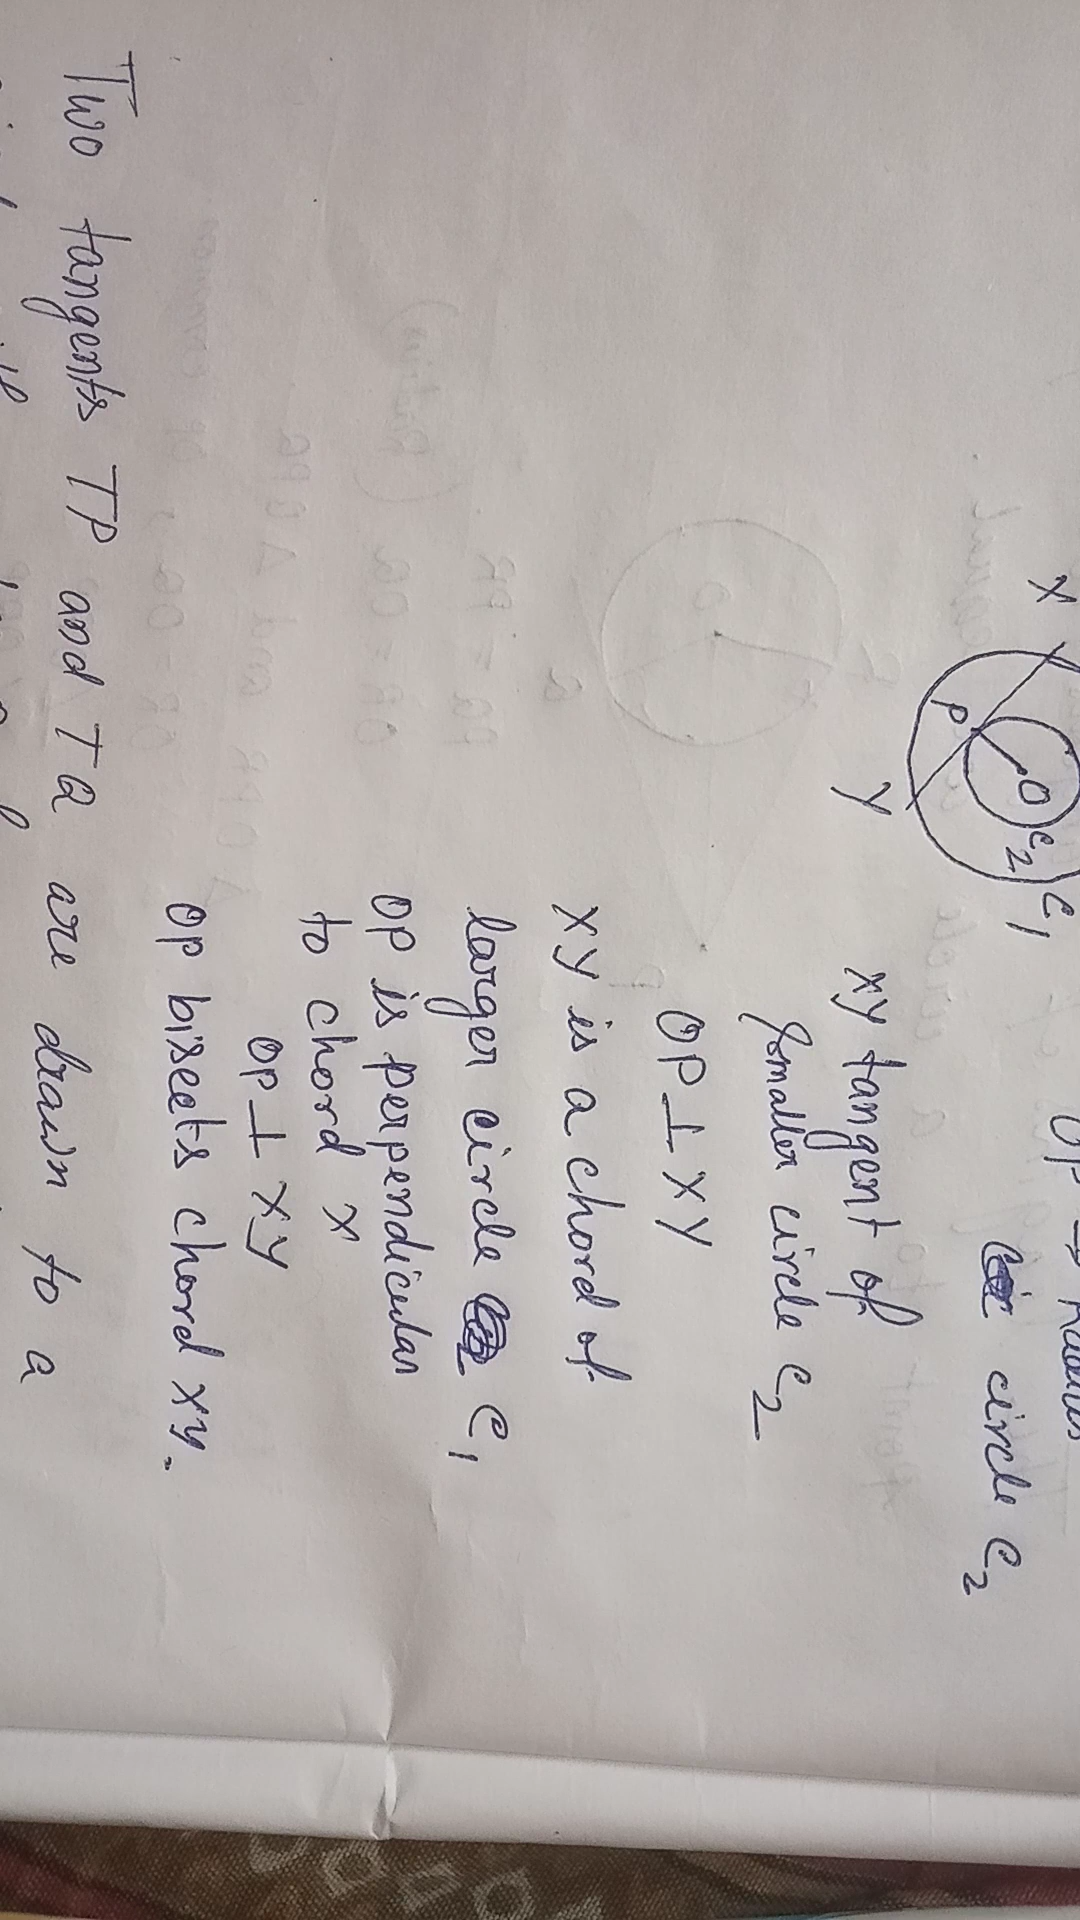 OP → Radius
circle C₂
X
P
O
C₂
C₁
Y
XY tangent of
smaller circle C₂
OP ⊥ XY
XY is a chord of
larger circle C₁
OP is perpendicular
to chord X
OP ⊥ XY
OP bisects chord XY.
Two tangents TP and TQ are drawn to a